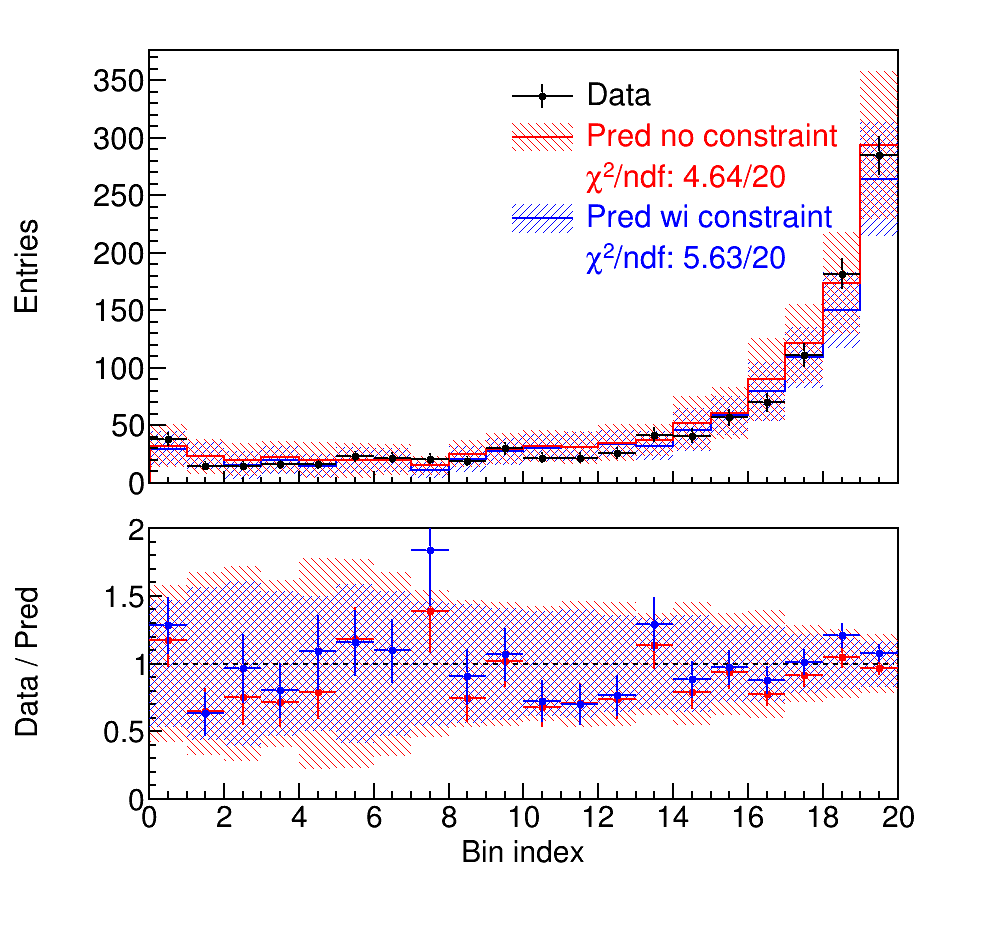 Entries
350
300
250
200
150
100
50
0
Data
Pred no constraint
χ²/ndf: 4.64/20
Pred wi constraint
χ²/ndf: 5.63/20
Data / Pred
2
1.5
1
0.5
0
0 2 4 6 8 10 12 14 16 18 20
Bin index